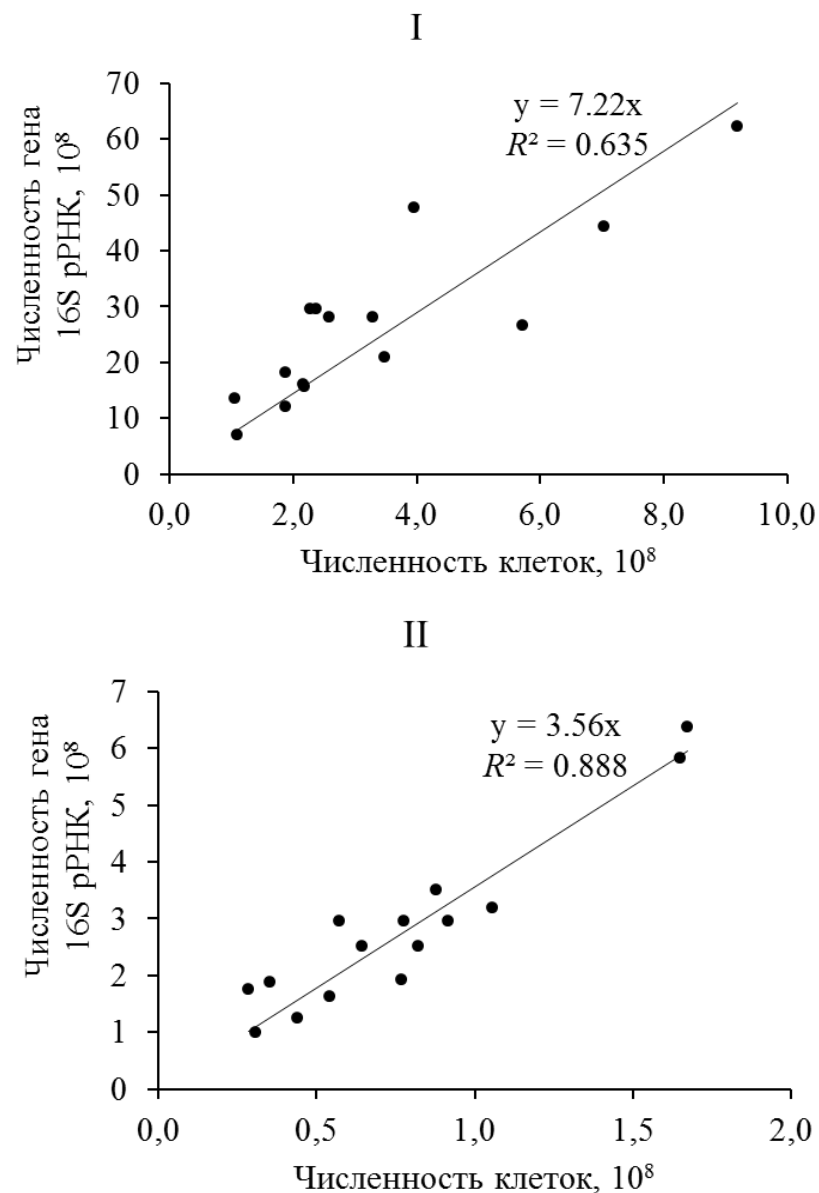 I
Численность гена
16S рРНК, 10⁸
70
60
50
40
30
20
10
0
y = 7.22x
R² = 0.635
0,0 2,0 4,0 6,0 8,0 10,0
Численность клеток, 10⁸
II
Численность гена
16S рРНК, 10⁸
7
6
5
4
3
2
1
0
y = 3.56x
R² = 0.888
0,0 0,5 1,0 1,5 2,0
Численность клеток, 10⁸